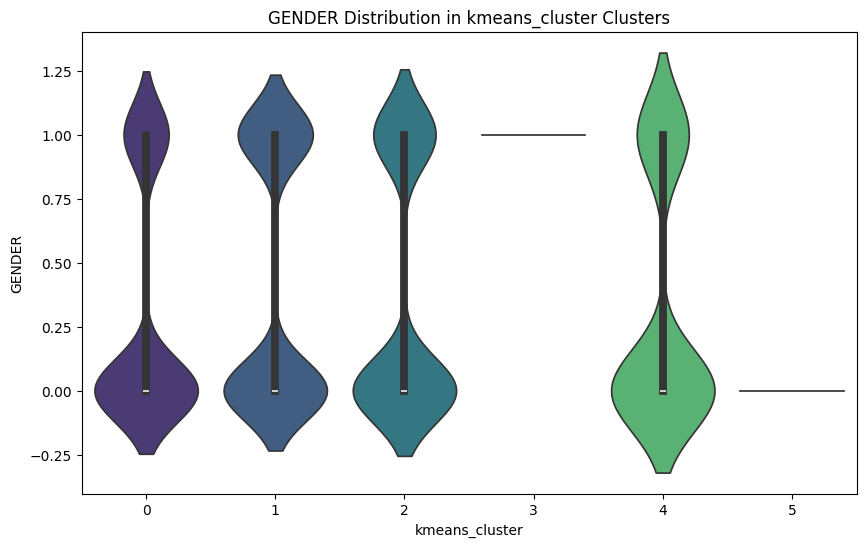 GENDER Distribution in kmeans_cluster Clusters
GENDER
1.25
1.00
0.75
0.50
0.25
0.00
−0.25
0 1 2 3 4 5
kmeans_cluster